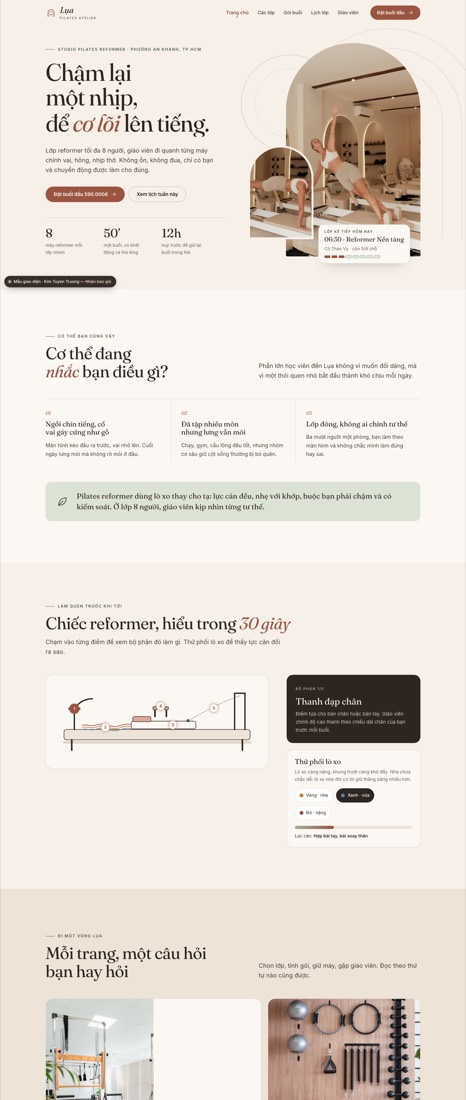 Lụa
PILATES ATELIER
Trang chủ
Các lớp
Gói buổi
Lịch lớp
Giáo viên
Đặt buổi đầu →
STUDIO PILATES REFORMER · PHƯỜNG AN KHÁNH, TP.HCM
Chậm lại
một nhịp,
để cơ lõi lên tiếng.
Lớp reformer tối đa 8 người, giáo viên đi quanh từng máy
chỉnh vai, hông, nhịp thở. Không ồn, không đua, chỉ có bạn
và chuyển động được làm cho đúng.
Đặt buổi đầu 590.000đ →
Xem lịch tuần này
8
máy reformer mỗi
lớp nhóm
50′
một buổi, cả khởi
động và thả lỏng
12h
huỷ trước để giữ lại
buổi trong thẻ
LỚP KẾ TIẾP HÔM NAY
06:30 · Reformer Nền tảng
Cô Thảo Vy · còn 5/8 chỗ
Mẫu giao diện · Kim Tuyen Truong — Nhận báo giá
CÓ THỂ BẠN CŨNG VẬY
Cơ thể đang
nhắc bạn điều gì?
Phần lớn học viên đến Lụa không vì muốn đổi dáng, mà
vì một thói quen nhỏ bắt đầu thành khó chịu mỗi ngày.
01
Ngồi chín tiếng, cổ
vai gáy cứng như gỗ
Màn hình kéo đầu ra trước, vai nhô lên. Cuối
ngày lưng mỏi mà không rõ mỏi ở đâu.
02
Đã tập nhiều môn
nhưng lưng vẫn mỏi
Chạy, gym, cầu lông đều tốt, nhưng nhóm
cơ sâu giữ cột sống thường bị bỏ quên.
03
Lớp đông, không ai chỉnh tư thế
Ba mươi người một phòng, bạn làm theo
màn hình và không chắc mình làm đúng
hay sai.
Pilates reformer dùng lò xo thay cho tạ: lực cản đều, nhẹ với khớp, buộc bạn phải chậm và có
kiểm soát. Ở lớp 8 người, giáo viên kịp nhìn từng tư thế.
LÀM QUEN TRƯỚC KHI TỚI
Chiếc reformer, hiểu trong 30 giây
Chạm vào từng điểm để xem bộ phận đó làm gì. Thử phối lò xo để thấy lực cản đổi
ra sao.
1
2
3
4
5
BỘ PHẬN 1/5
Thanh đạp chân
Điểm tựa cho bàn chân hoặc bàn tay. Giáo viên
chỉnh độ cao thanh theo chiều dài chân của bạn
trước mỗi buổi.
Thử phối lò xo
Lò xo càng nặng, khung trượt càng khó đẩy. Nhẹ chưa
chắc dễ: lò xo nhẹ đòi cơ lõi giữ thăng bằng nhiều hơn.
Vàng · nhẹ
Xanh · vừa
Đỏ · nặng
Lực cản: Hợp bài tay, bài xoay thân
ĐI MỘT VÒNG LỤA
Mỗi trang, một câu hỏi
bạn hay hỏi
Chọn lớp, tính gói, giữ máy, gặp giáo viên. Đọc theo thứ
tự nào cũng được.